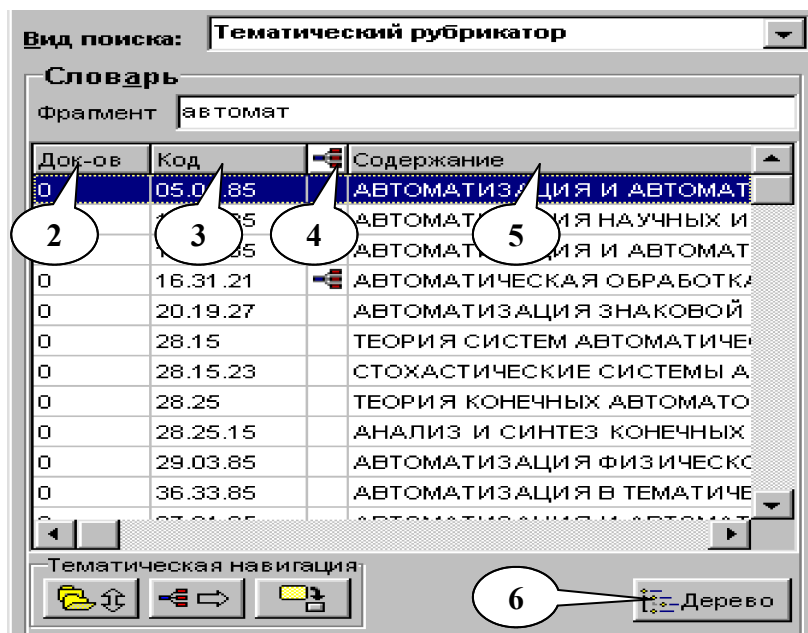 Вид поиска: Тематический рубрикатор
Словарь
Фрагмент автомат
Док-ов Код Содержание
0 85 АВТОМАТ
2 3 4 5
АВТОМАТ НАУЧНЫХ И
АВТОМАТ И АВТОМАТ
0 16.31.21 АВТОМАТИЧЕСКАЯ ОБРАБОТКА
0 20.19.27 АВТОМАТИЗАЦИЯ ЗНАКОВОЙ
0 28.15 ТЕОРИЯ СИСТЕМ АВТОМАТИЧЕ
0 28.15.23 СТОХАСТИЧЕСКИЕ СИСТЕМЫ А
0 28.25 ТЕОРИЯ КОНЕЧНЫХ АВТОМАТО
0 28.25.15 АНАЛИЗ И СИНТЕЗ КОНЕЧНЫХ
0 29.03.85 АВТОМАТИЗАЦИЯ ФИЗИЧЕСКО
0 36.33.85 АВТОМАТИЗАЦИЯ В ТЕМАТИЧЕ
Тематическая навигация
6 Дерево